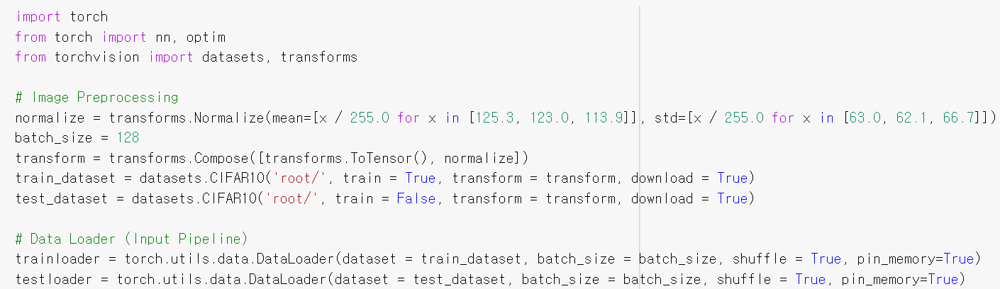 import torch
from torch import nn, optim
from torchvision import datasets, transforms
# Image Preprocessing
normalize = transforms.Normalize(mean=[x / 255.0 for x in [125.3, 123.0, 113.9]], std=[x / 255.0 for x in [63.0, 62.1, 66.7]])
batch_size = 128
transform = transforms.Compose([transforms.ToTensor(), normalize])
train_dataset = datasets.CIFAR10('root/', train = True, transform = transform, download = True)
test_dataset = datasets.CIFAR10('root/', train = False, transform = transform, download = True)
# Data Loader (Input Pipeline)
trainloader = torch.utils.data.DataLoader(dataset = train_dataset, batch_size = batch_size, shuffle = True, pin_memory=True)
testloader = torch.utils.data.DataLoader(dataset = test_dataset, batch_size = batch_size, shuffle = True, pin_memory=True)